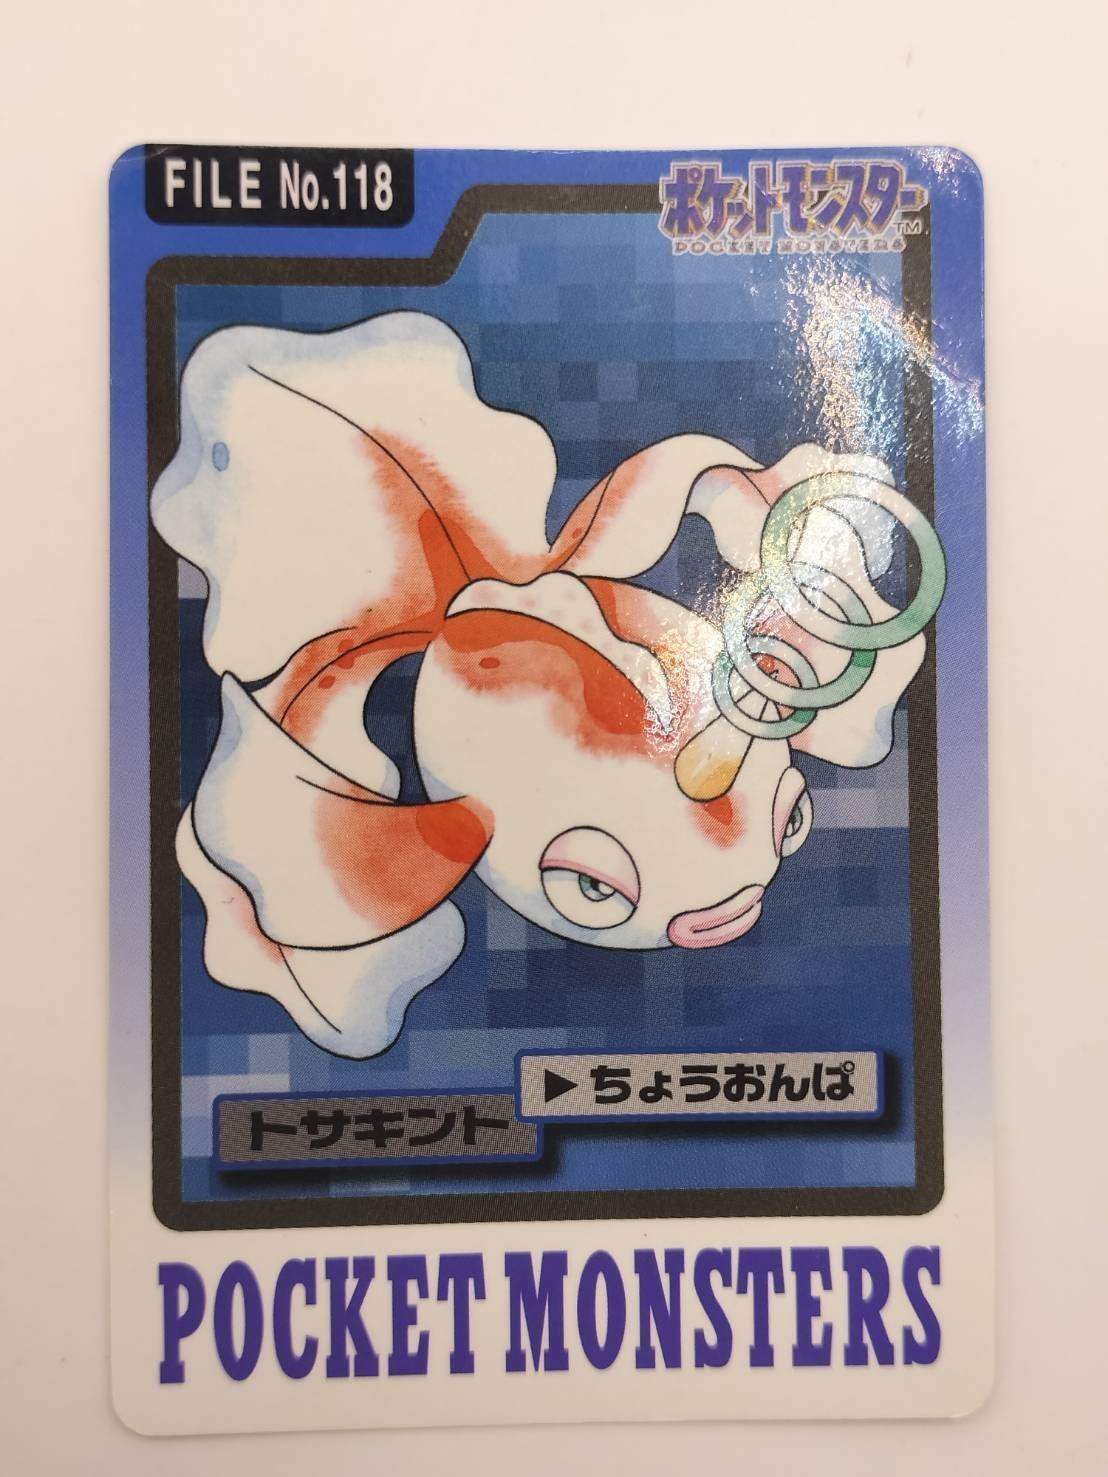 FILE No.118
ポケットモンスター TM
POCKET MONSTERS
▶ちょうおんぱ
トサキント
POCKET MONSTERS